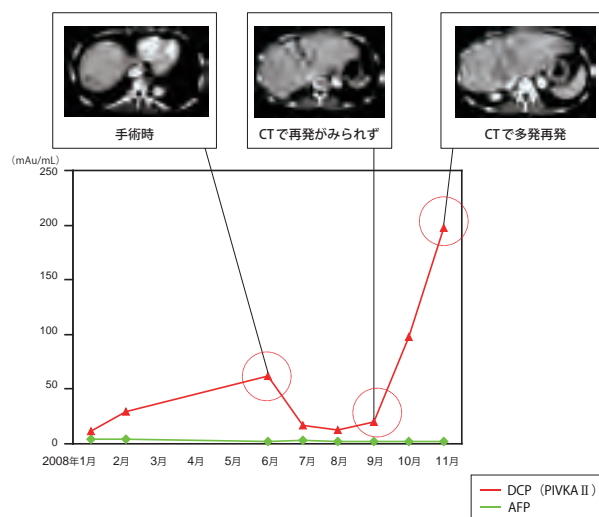 手術時
CTで再発がみられず
CTで多発再発
(mAu/mL)
250
200
150
100
50
0
2008年1月 2月 3月 4月 5月 6月 7月 8月 9月 10月 11月
DCP（PIVKAⅡ）
AFP